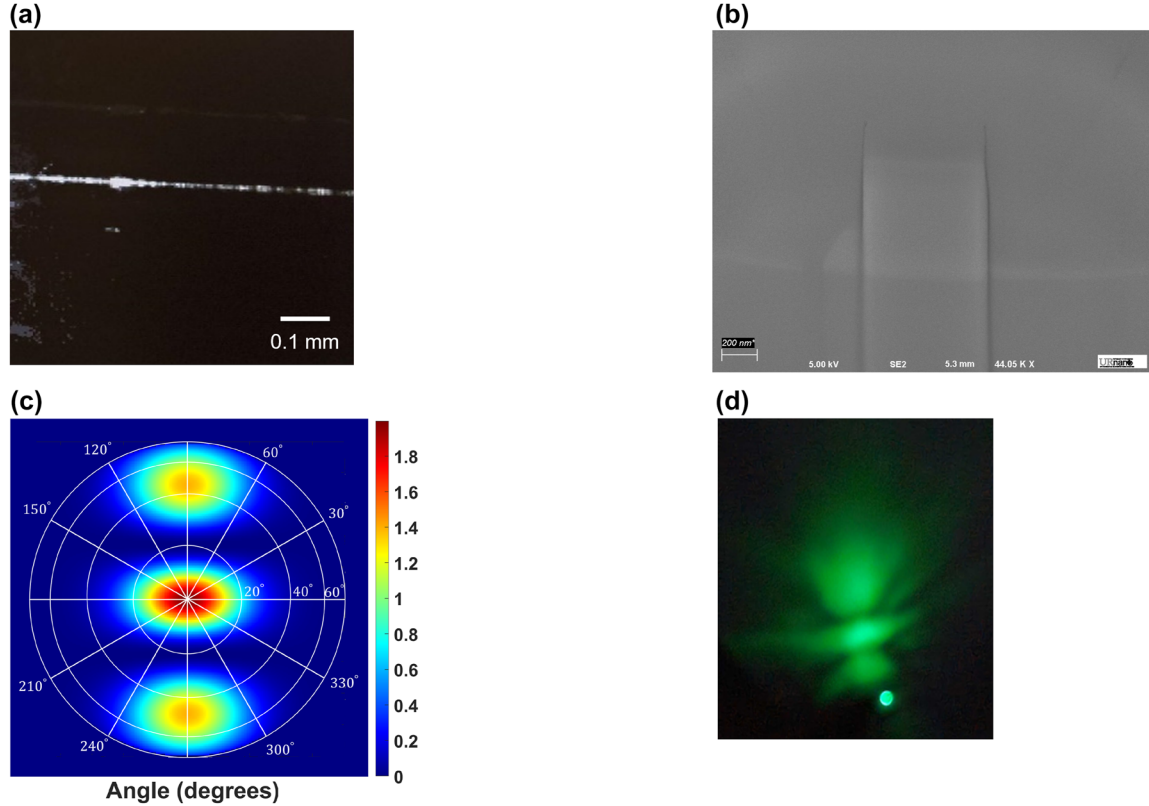 (a)
(b)
0.1 mm
200 nm*
5.00 kV SE2 5.3 mm 44.05 K X
URnano
(c)
(d)
120° 60°
150° 30°
20° 40° 60°
210° 330°
240° 300°
1.8
1.6
1.4
1.2
1
0.8
0.6
0.4
0.2
0
Angle (degrees)